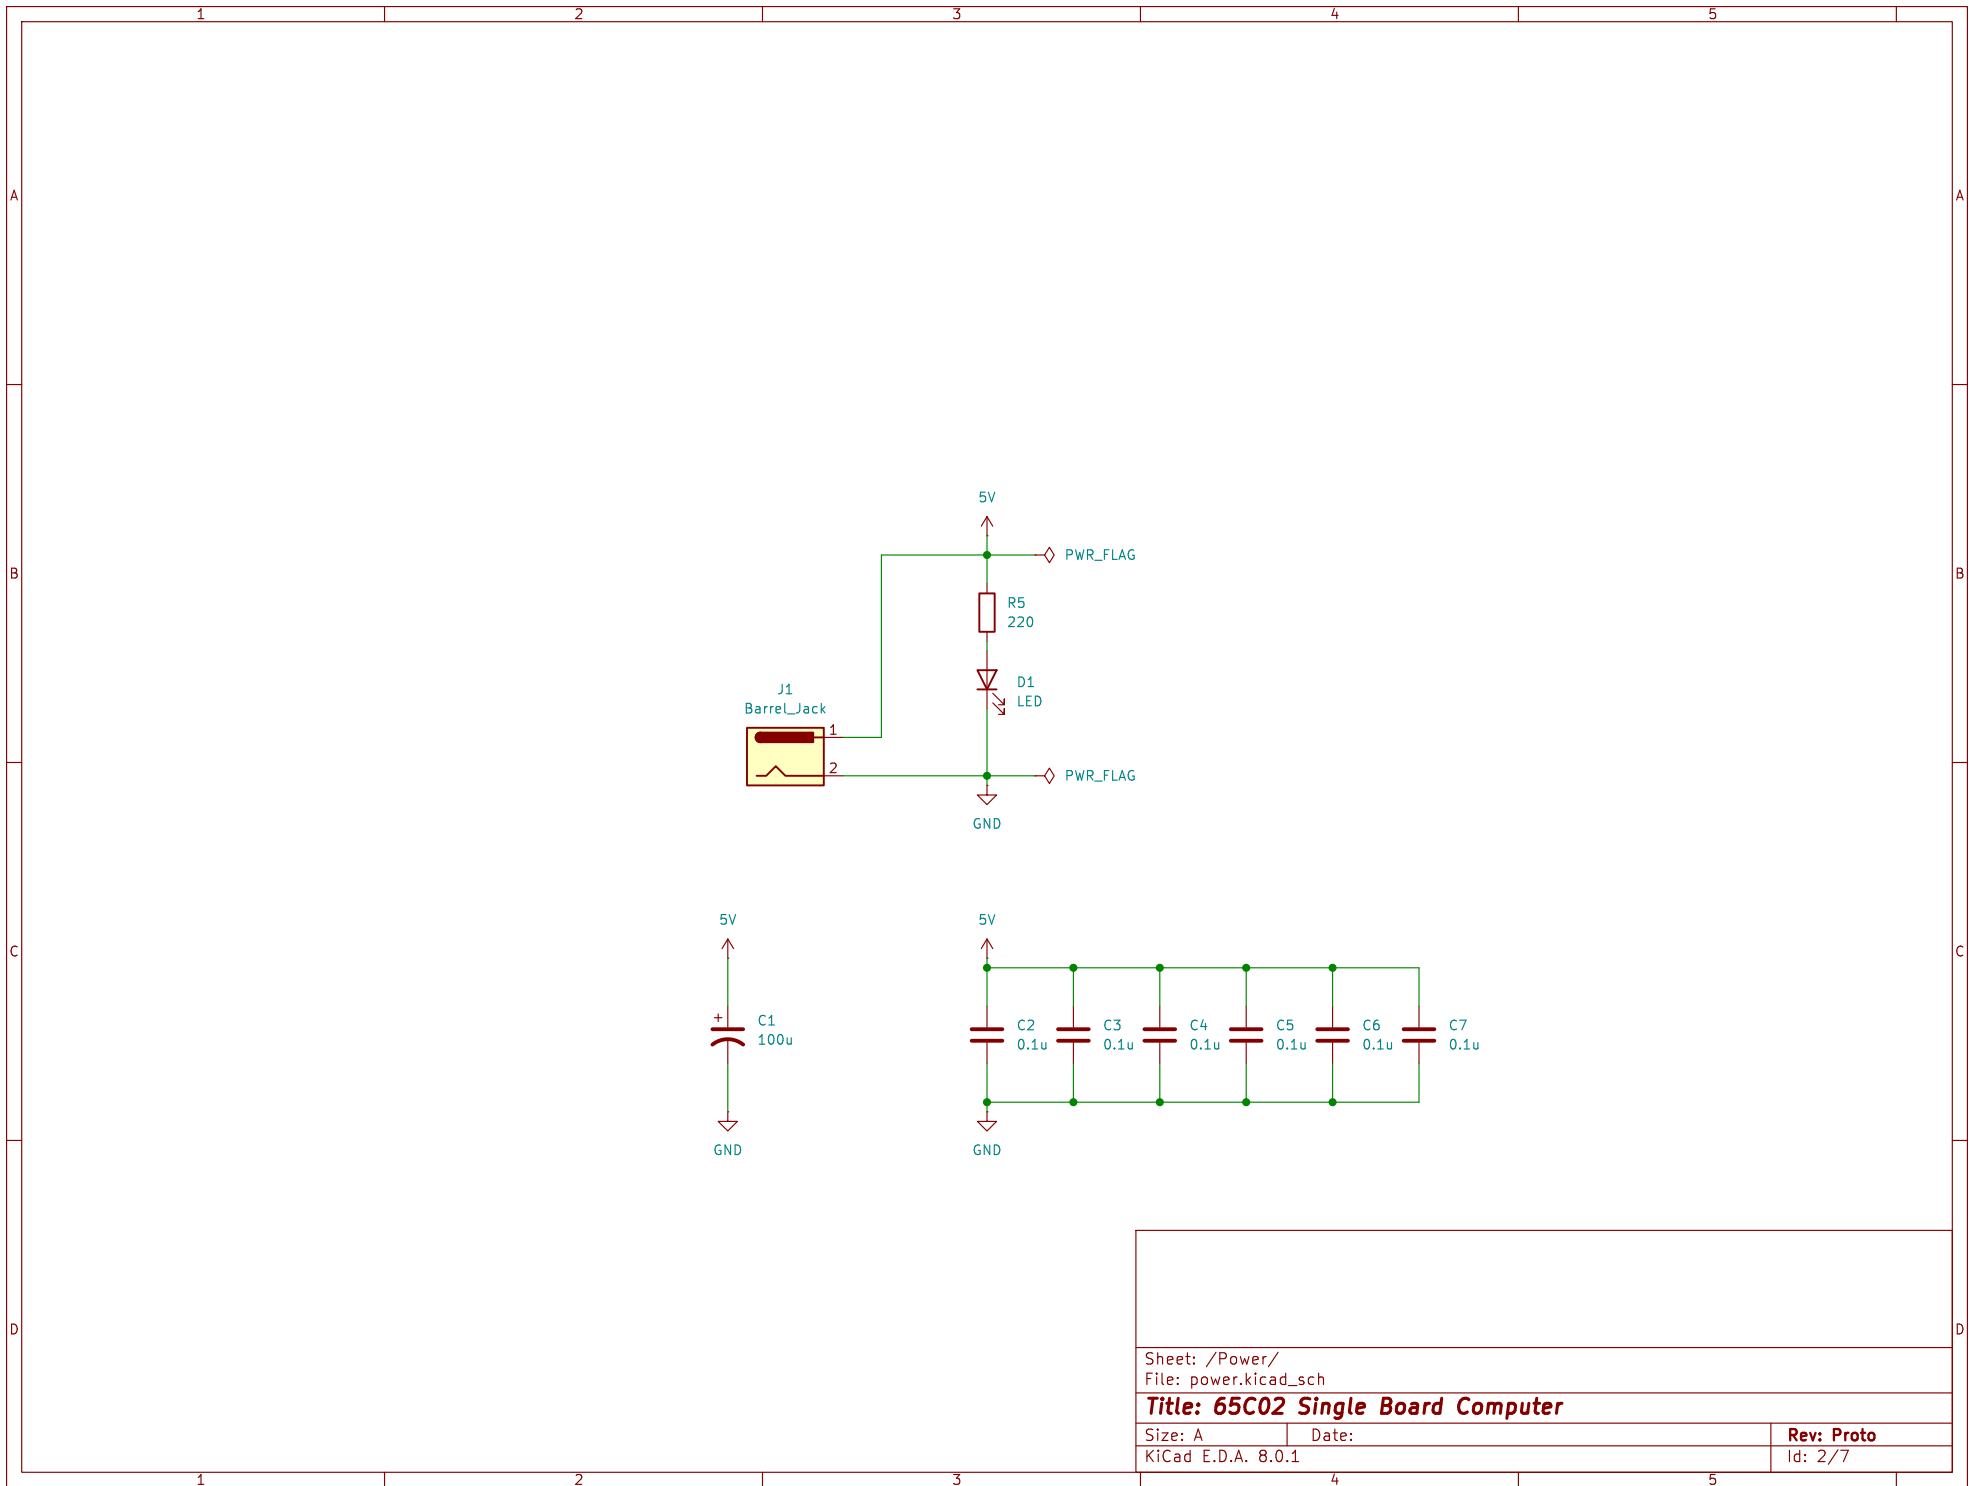 1 2 3 4 5
A A
5V
PWR_FLAG
B B
R5
220
D1
LED
J1
Barrel_Jack
1
2
PWR_FLAG
GND
5V 5V
C C
+
C1
100u
C2 C3 C4 C5 C6 C7
0.1u 0.1u 0.1u 0.1u 0.1u 0.1u
GND GND
D D
Sheet: /Power/
File: power.kicad_sch
Title: 65C02 Single Board Computer
Size: A Date: Rev: Proto
KiCad E.D.A. 8.0.1 Id: 2/7
1 2 3 4 5